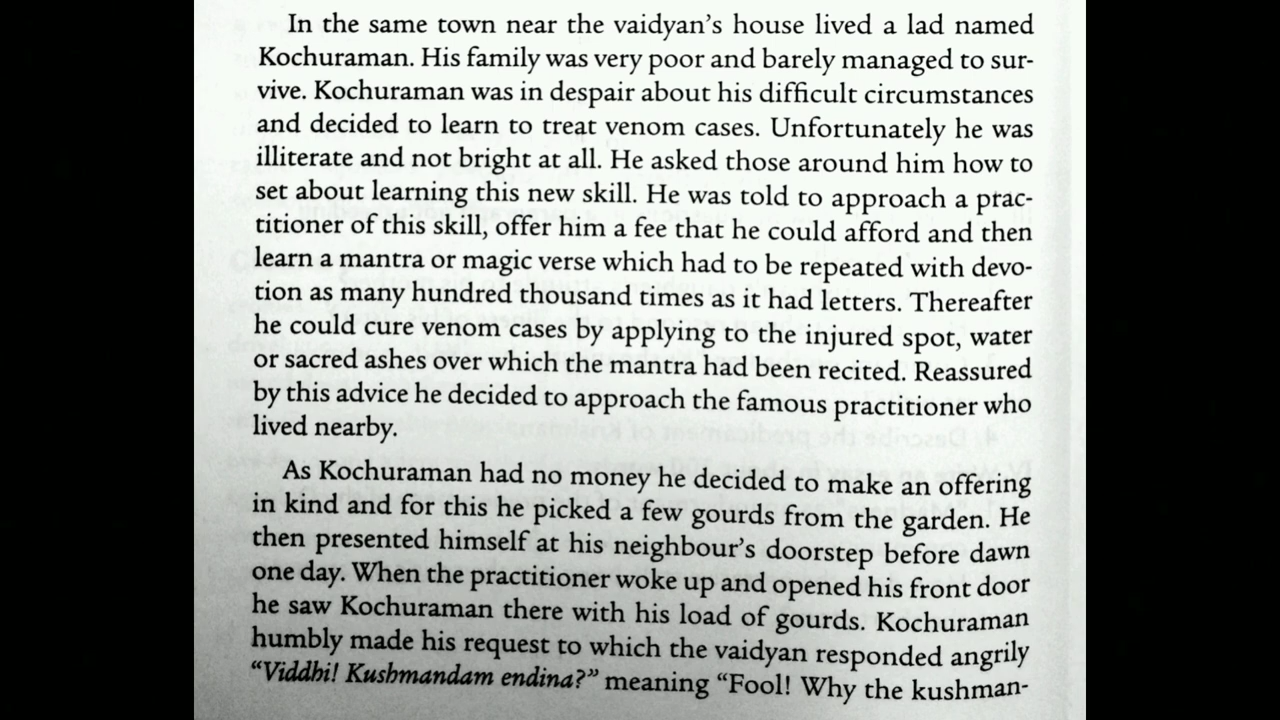 In the same town near the vaidyan's house lived a lad named
Kochuraman. His family was very poor and barely managed to sur-
vive. Kochuraman was in despair about his difficult circumstances
and decided to learn to treat venom cases. Unfortunately he was
illiterate and not bright at all. He asked those around him how to
set about learning this new skill. He was told to approach a prac-
titioner of this skill, offer him a fee that he could afford and then
learn a mantra or magic verse which had to be repeated with devo-
tion as many hundred thousand times as it had letters. Thereafter
he could cure venom cases by applying to the injured spot, water
or sacred ashes over which the mantra had been recited. Reassured
by this advice he decided to approach the famous practitioner who
lived nearby.
As Kochuraman had no money he decided to make an offering
in kind and for this he picked a few gourds from the garden. He
then presented himself at his neighbour's doorstep before dawn
one day. When the practitioner woke up and opened his front door
he saw Kochuraman there with his load of gourds. Kochuraman
humbly made his request to which the vaidyan responded angrily
"Viddhi! Kushmandam endina?" meaning "Fool! Why the kushman-